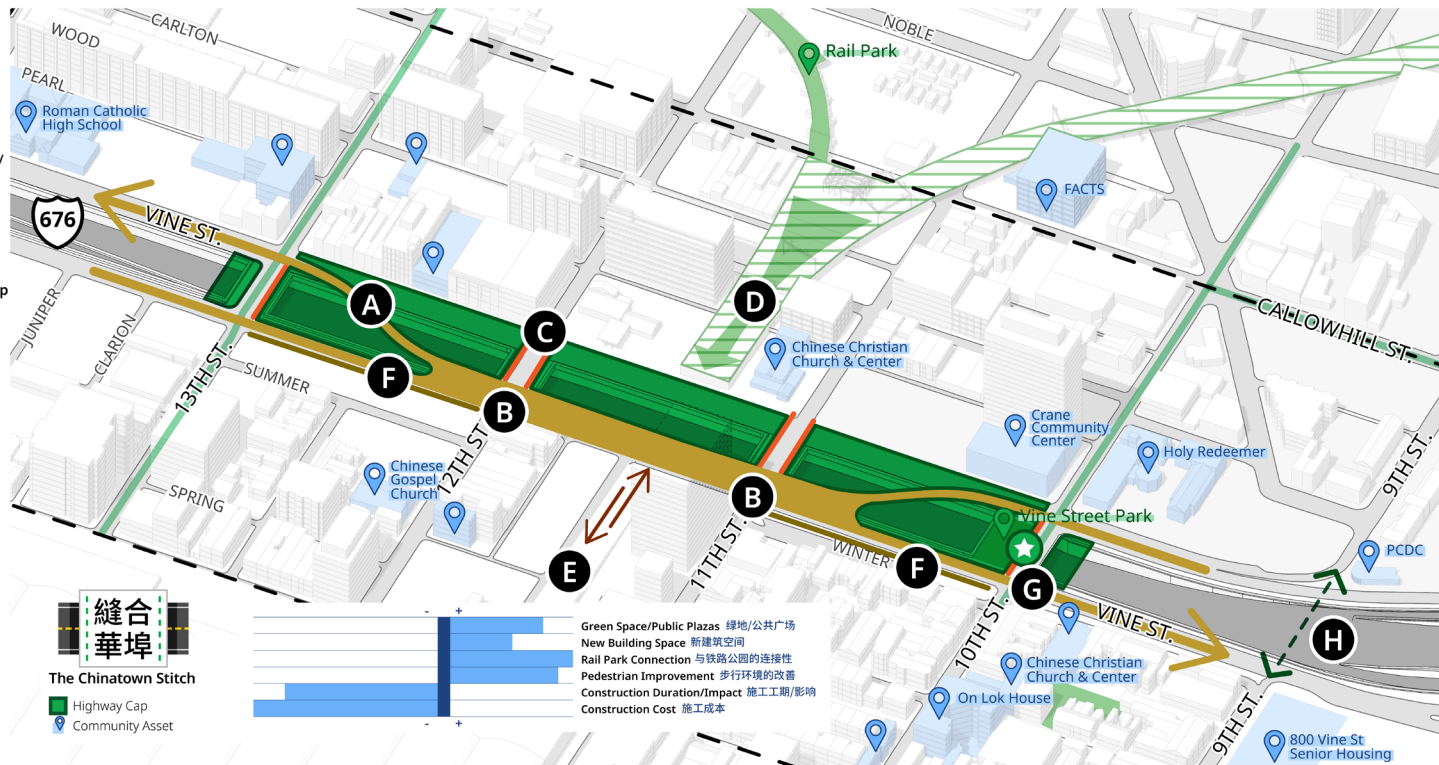 CARLTON
NOBLE
WOOD
Rail Park
PEARL
Roman Catholic
High School
FACTS
676
VINE ST.
A
C
D
JUNIPER
CLARION
13TH ST.
SUMMER
F
B
12TH ST.
Chinese Christian
Church & Center
CALLOWHILL ST.
Crane
Community
Center
Holy Redeemer
9TH ST.
Chinese
Gospel
Church
SPRING
B
E
11TH ST.
WINTER
F
Vine Street Park
G
10TH ST.
VINE ST.
PCDC
H
9TH ST.
Chinese Christian
Church & Center
On Lok House
800 Vine St
Senior Housing
縫合
華埠
The Chinatown Stitch
Highway Cap
Community Asset
- +
Green Space/Public Plazas 绿地/公共广场
New Building Space 新建筑空间
Rail Park Connection 与铁路公园的连接性
Pedestrian Improvement 步行环境的改善
Construction Duration/Impact 施工工期/影响
Construction Cost 施工成本
- +